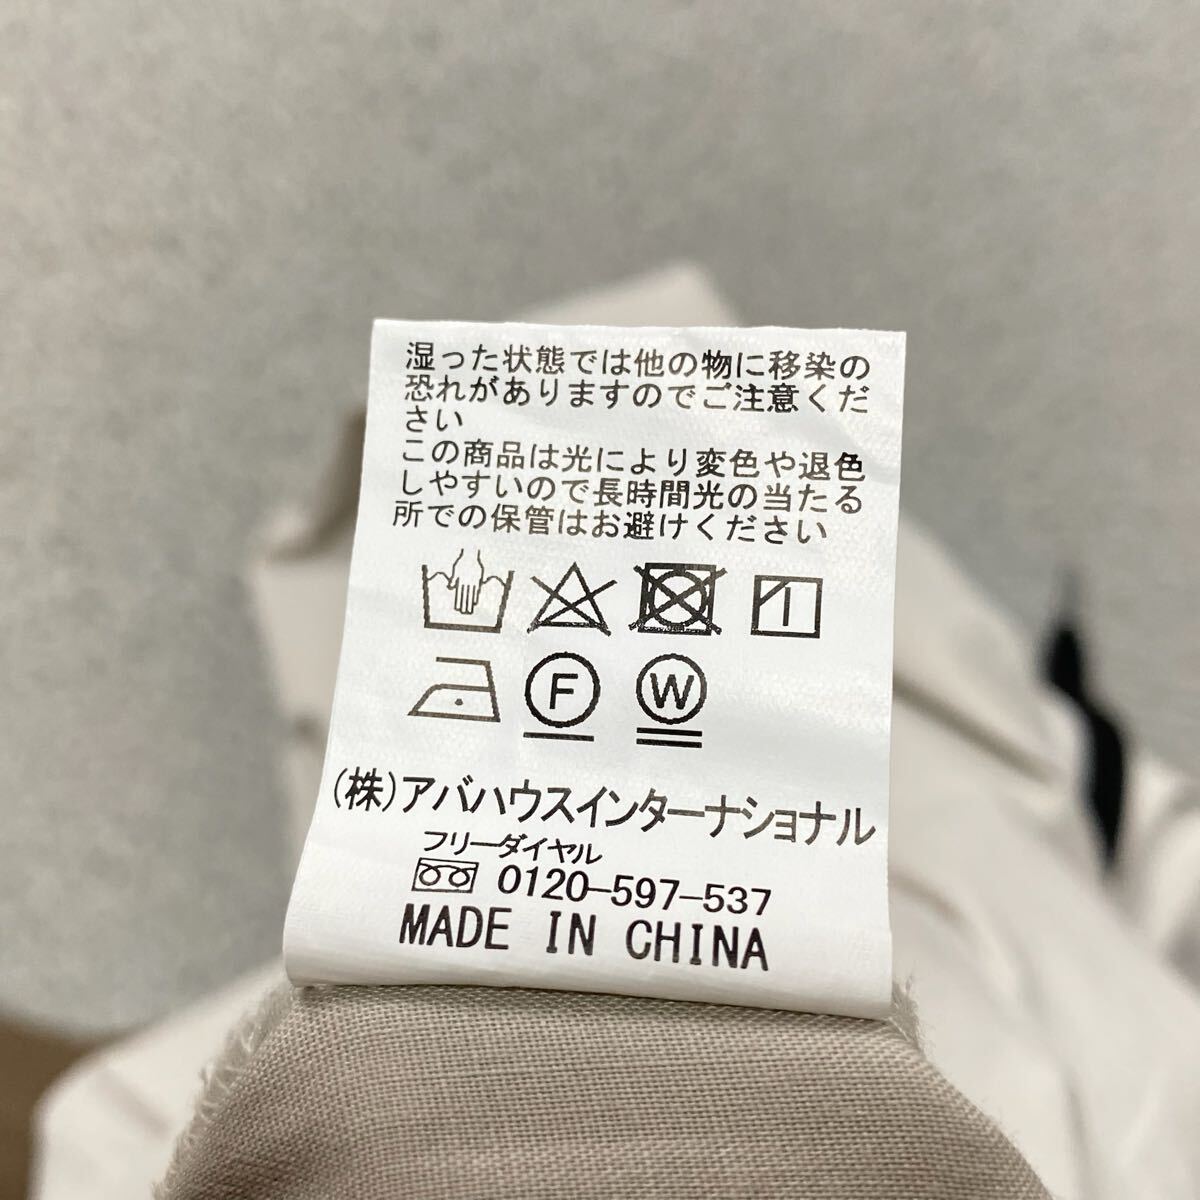 湿った状態では他の物に移染の
恐れがありますのでご注意くだ
さい
この商品は光により変色や退色
しやすいので長時間光の当たる
所での保管はお避けください
F W
(株)アバハウスインターナショナル
フリーダイヤル
0120-597-537
MADE IN CHINA